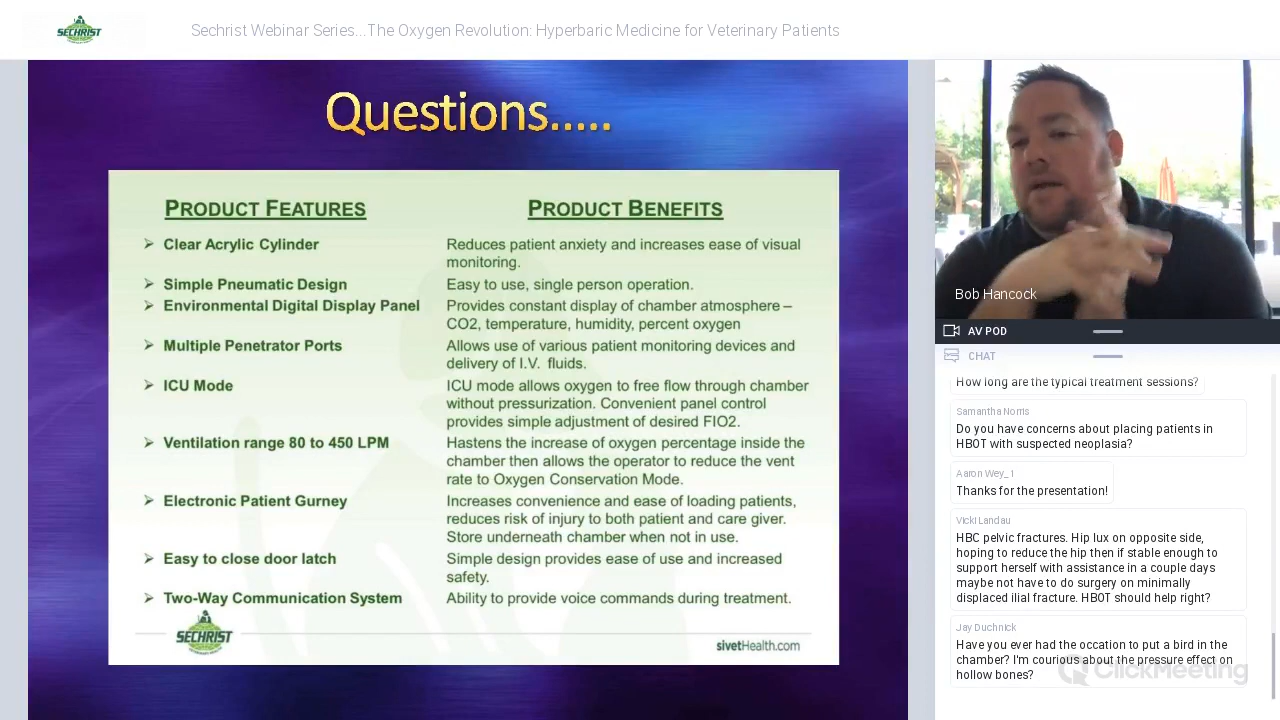 SECHRIST
Sechrist Webinar Series...The Oxygen Revolution: Hyperbaric Medicine for Veterinary Patients
Questions.....
PRODUCT FEATURES
PRODUCT BENEFITS
Clear Acrylic Cylinder
Reduces patient anxiety and increases ease of visual
monitoring.
Simple Pneumatic Design
Easy to use, single person operation.
Environmental Digital Display Panel
Provides constant display of chamber atmosphere –
CO2, temperature, humidity, percent oxygen
Multiple Penetrator Ports
Allows use of various patient monitoring devices and
delivery of I.V. fluids.
ICU Mode
ICU mode allows oxygen to free flow through chamber
without pressurization. Convenient panel control
provides simple adjustment of desired FIO2.
Ventilation range 80 to 450 LPM
Hastens the increase of oxygen percentage inside the
chamber then allows the operator to reduce the vent
rate to Oxygen Conservation Mode.
Electronic Patient Gurney
Increases convenience and ease of loading patients,
reduces risk of injury to both patient and care giver.
Store underneath chamber when not in use.
Easy to close door latch
Simple design provides ease of use and increased
safety.
Two-Way Communication System
Ability to provide voice commands during treatment.
SECHRIST
sivetHealth.com
Bob Hancock
AV POD
CHAT
How long are the typical treatment sessions?
Samantha Norris
Do you have concerns about placing patients in
HBOT with suspected neoplasia?
Aaron Wey_1
Thanks for the presentation!
Vicki Landau
HBC pelvic fractures. Hip lux on opposite side,
hoping to reduce the hip then if stable enough to
support herself with assistance in a couple days
maybe not have to do surgery on minimally
displaced ilial fracture. HBOT should help right?
Jay Duchnick
Have you ever had the occation to put a bird in the
chamber? I'm courious about the pressure effect on
hollow bones?
ClickMeeting